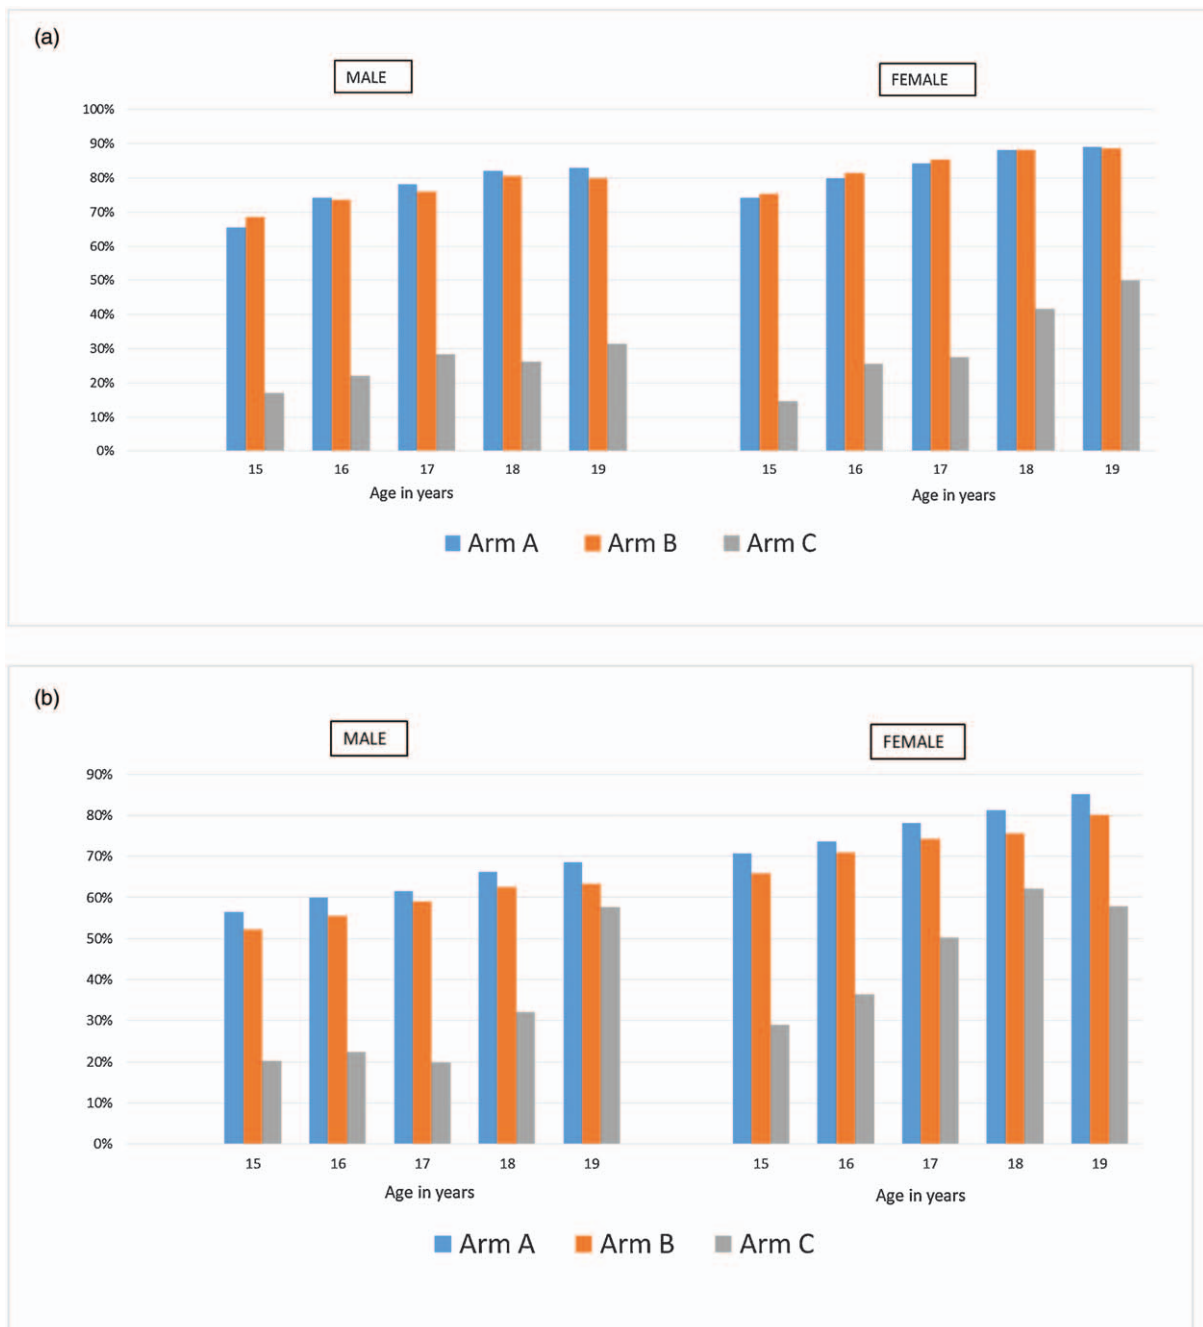 (a)
MALE
FEMALE
100%
90%
80%
70%
60%
50%
40%
30%
20%
10%
0%
15 16 17 18 19 15 16 17 18 19
Age in years Age in years
Arm A Arm B Arm C
(b)
MALE
FEMALE
90%
80%
70%
60%
50%
40%
30%
20%
10%
0%
15 16 17 18 19 15 16 17 18 19
Age in years Age in years
Arm A Arm B Arm C